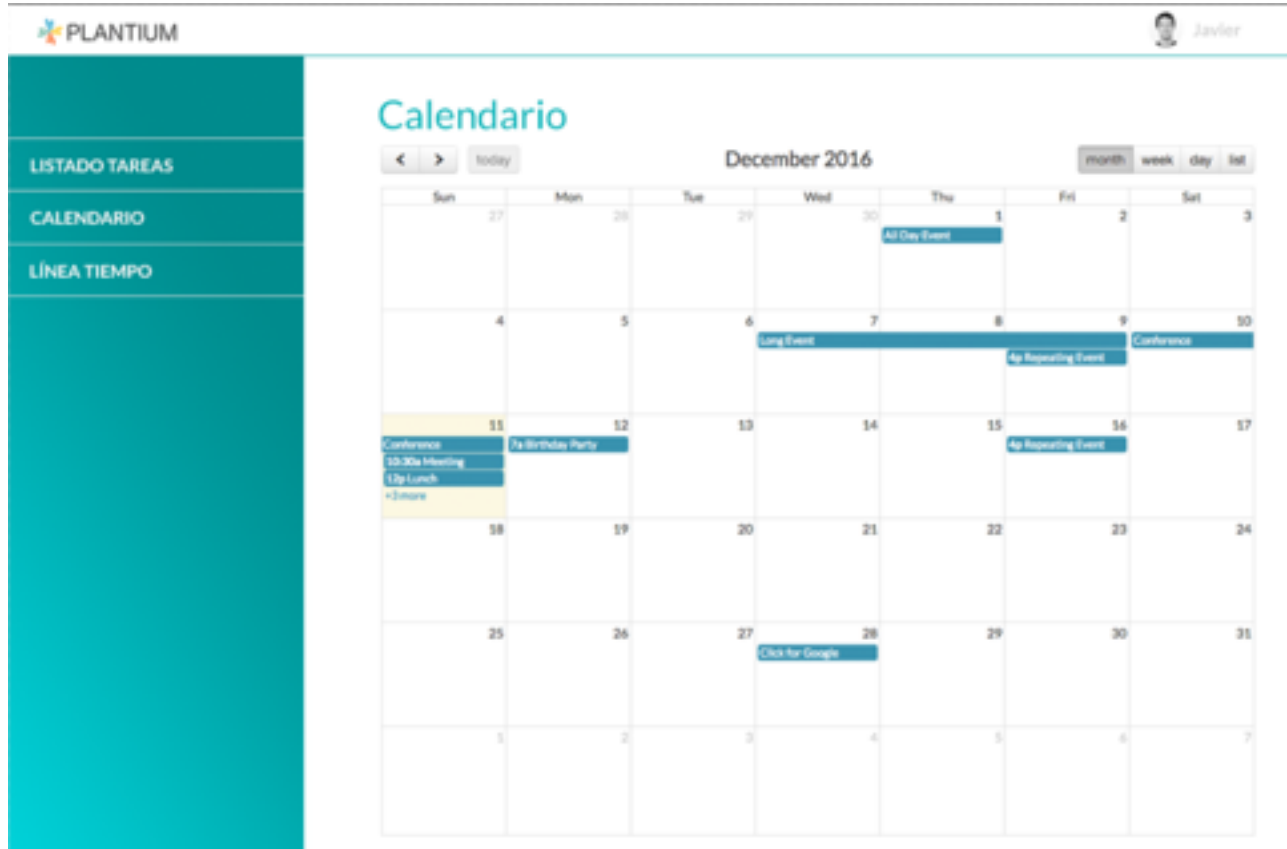 PLANTIUM
Javier
LISTADO TAREAS
CALENDARIO
LÍNEA TIEMPO
Calendario
today
December 2016
month week day list
Sun Mon Tue Wed Thu Fri Sat
27 28 29 30 1 2 3
All Day Event
4 5 6 7 8 9 10
Long Event Conference
4p Repeating Event
11 12 13 14 15 16 17
Conference 7a Birthday Party 4p Repeating Event
10:30a Meeting
12p Lunch
+3 more
18 19 20 21 22 23 24
25 26 27 28 29 30 31
Click for Google
1 2 3 4 5 6 7